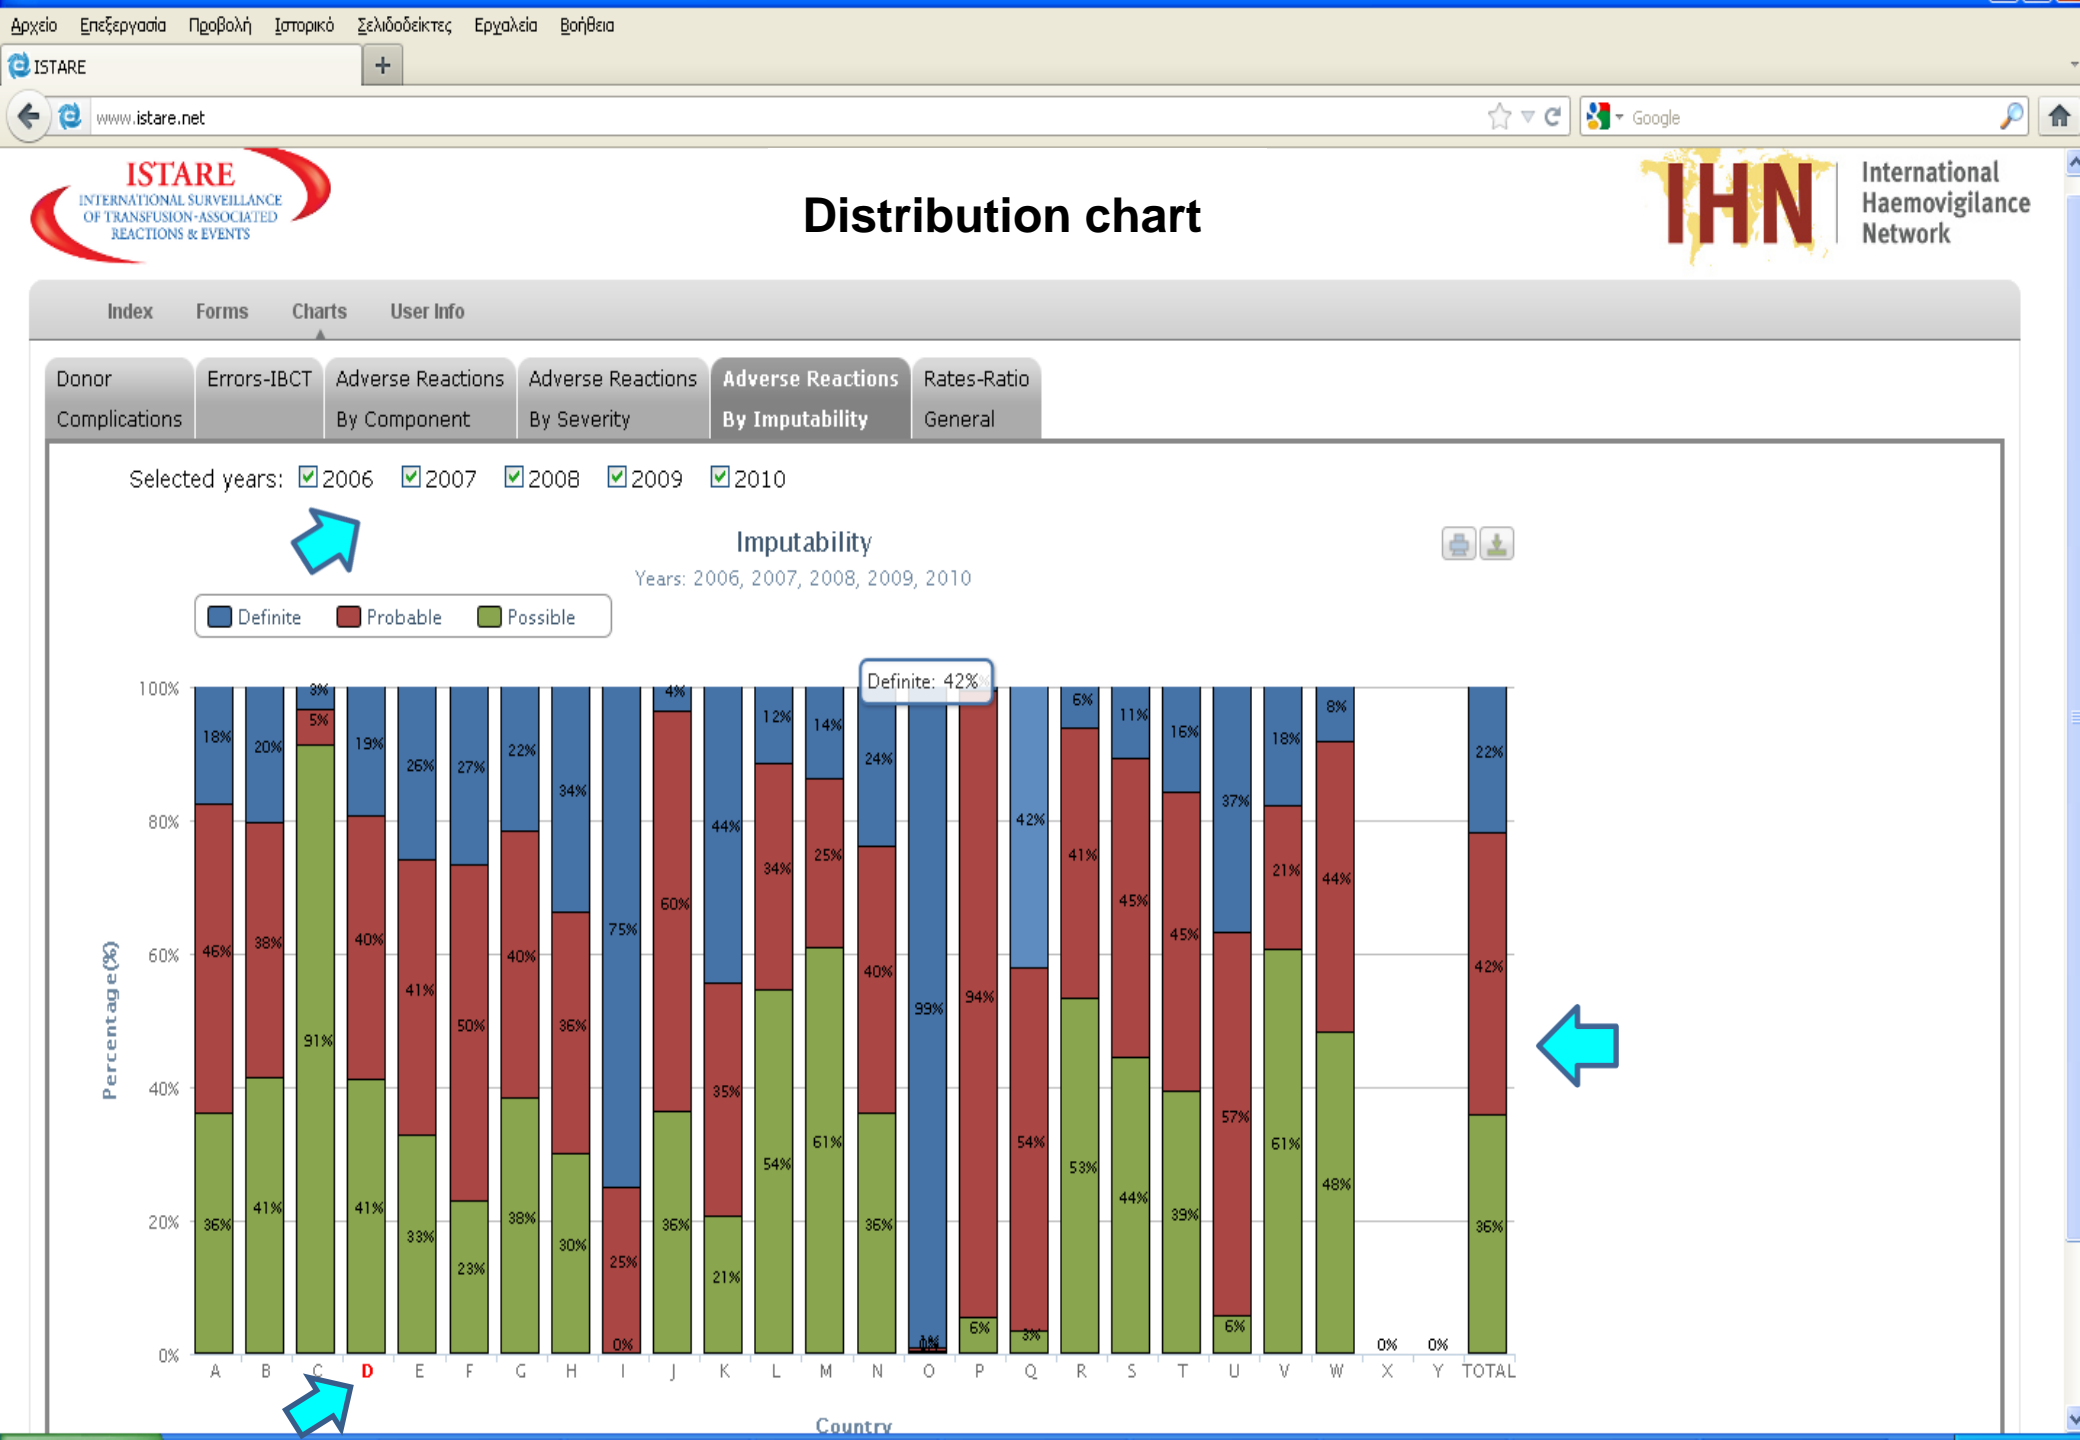 Αρχείο Επεξεργασία Προβολή Ιστορικό Σελιδοδείκτες Εργαλεία Βοήθεια
ISTARE +
www.istare.net Google
ISTARE
INTERNATIONAL SURVEILLANCE
OF TRANSFUSION-ASSOCIATED
REACTIONS & EVENTS
Distribution chart
IHN
International
Haemovigilance
Network
Index Forms Charts User Info
Donor Complications
Errors-IBCT
Adverse Reactions By Component
Adverse Reactions By Severity
Adverse Reactions By Imputability
Rates-Ratio General
Selected years: 2006 2007 2008 2009 2010
Imputability
Years: 2006, 2007, 2008, 2009, 2010
Definite Probable Possible
Definite: 42%
Percentage(%)
100%
80%
60%
40%
20%
0%
18% 46% 36%
20% 38% 41%
3% 5% 91%
19% 40% 41%
26% 41% 33%
27% 50% 23%
22% 40% 38%
34% 36% 30%
75% 25% 0%
4% 60% 36%
44% 35% 21%
12% 34% 54%
14% 25% 61%
24% 40% 36%
99%
94% 6%
42% 54% 3%
6% 41% 53%
11% 45% 44%
16% 45% 39%
37% 57% 6%
18% 21% 61%
8% 44% 48%
0%
0%
22% 42% 36%
A B C D E F G H I J K L M N O P Q R S T U V W X Y TOTAL
Country